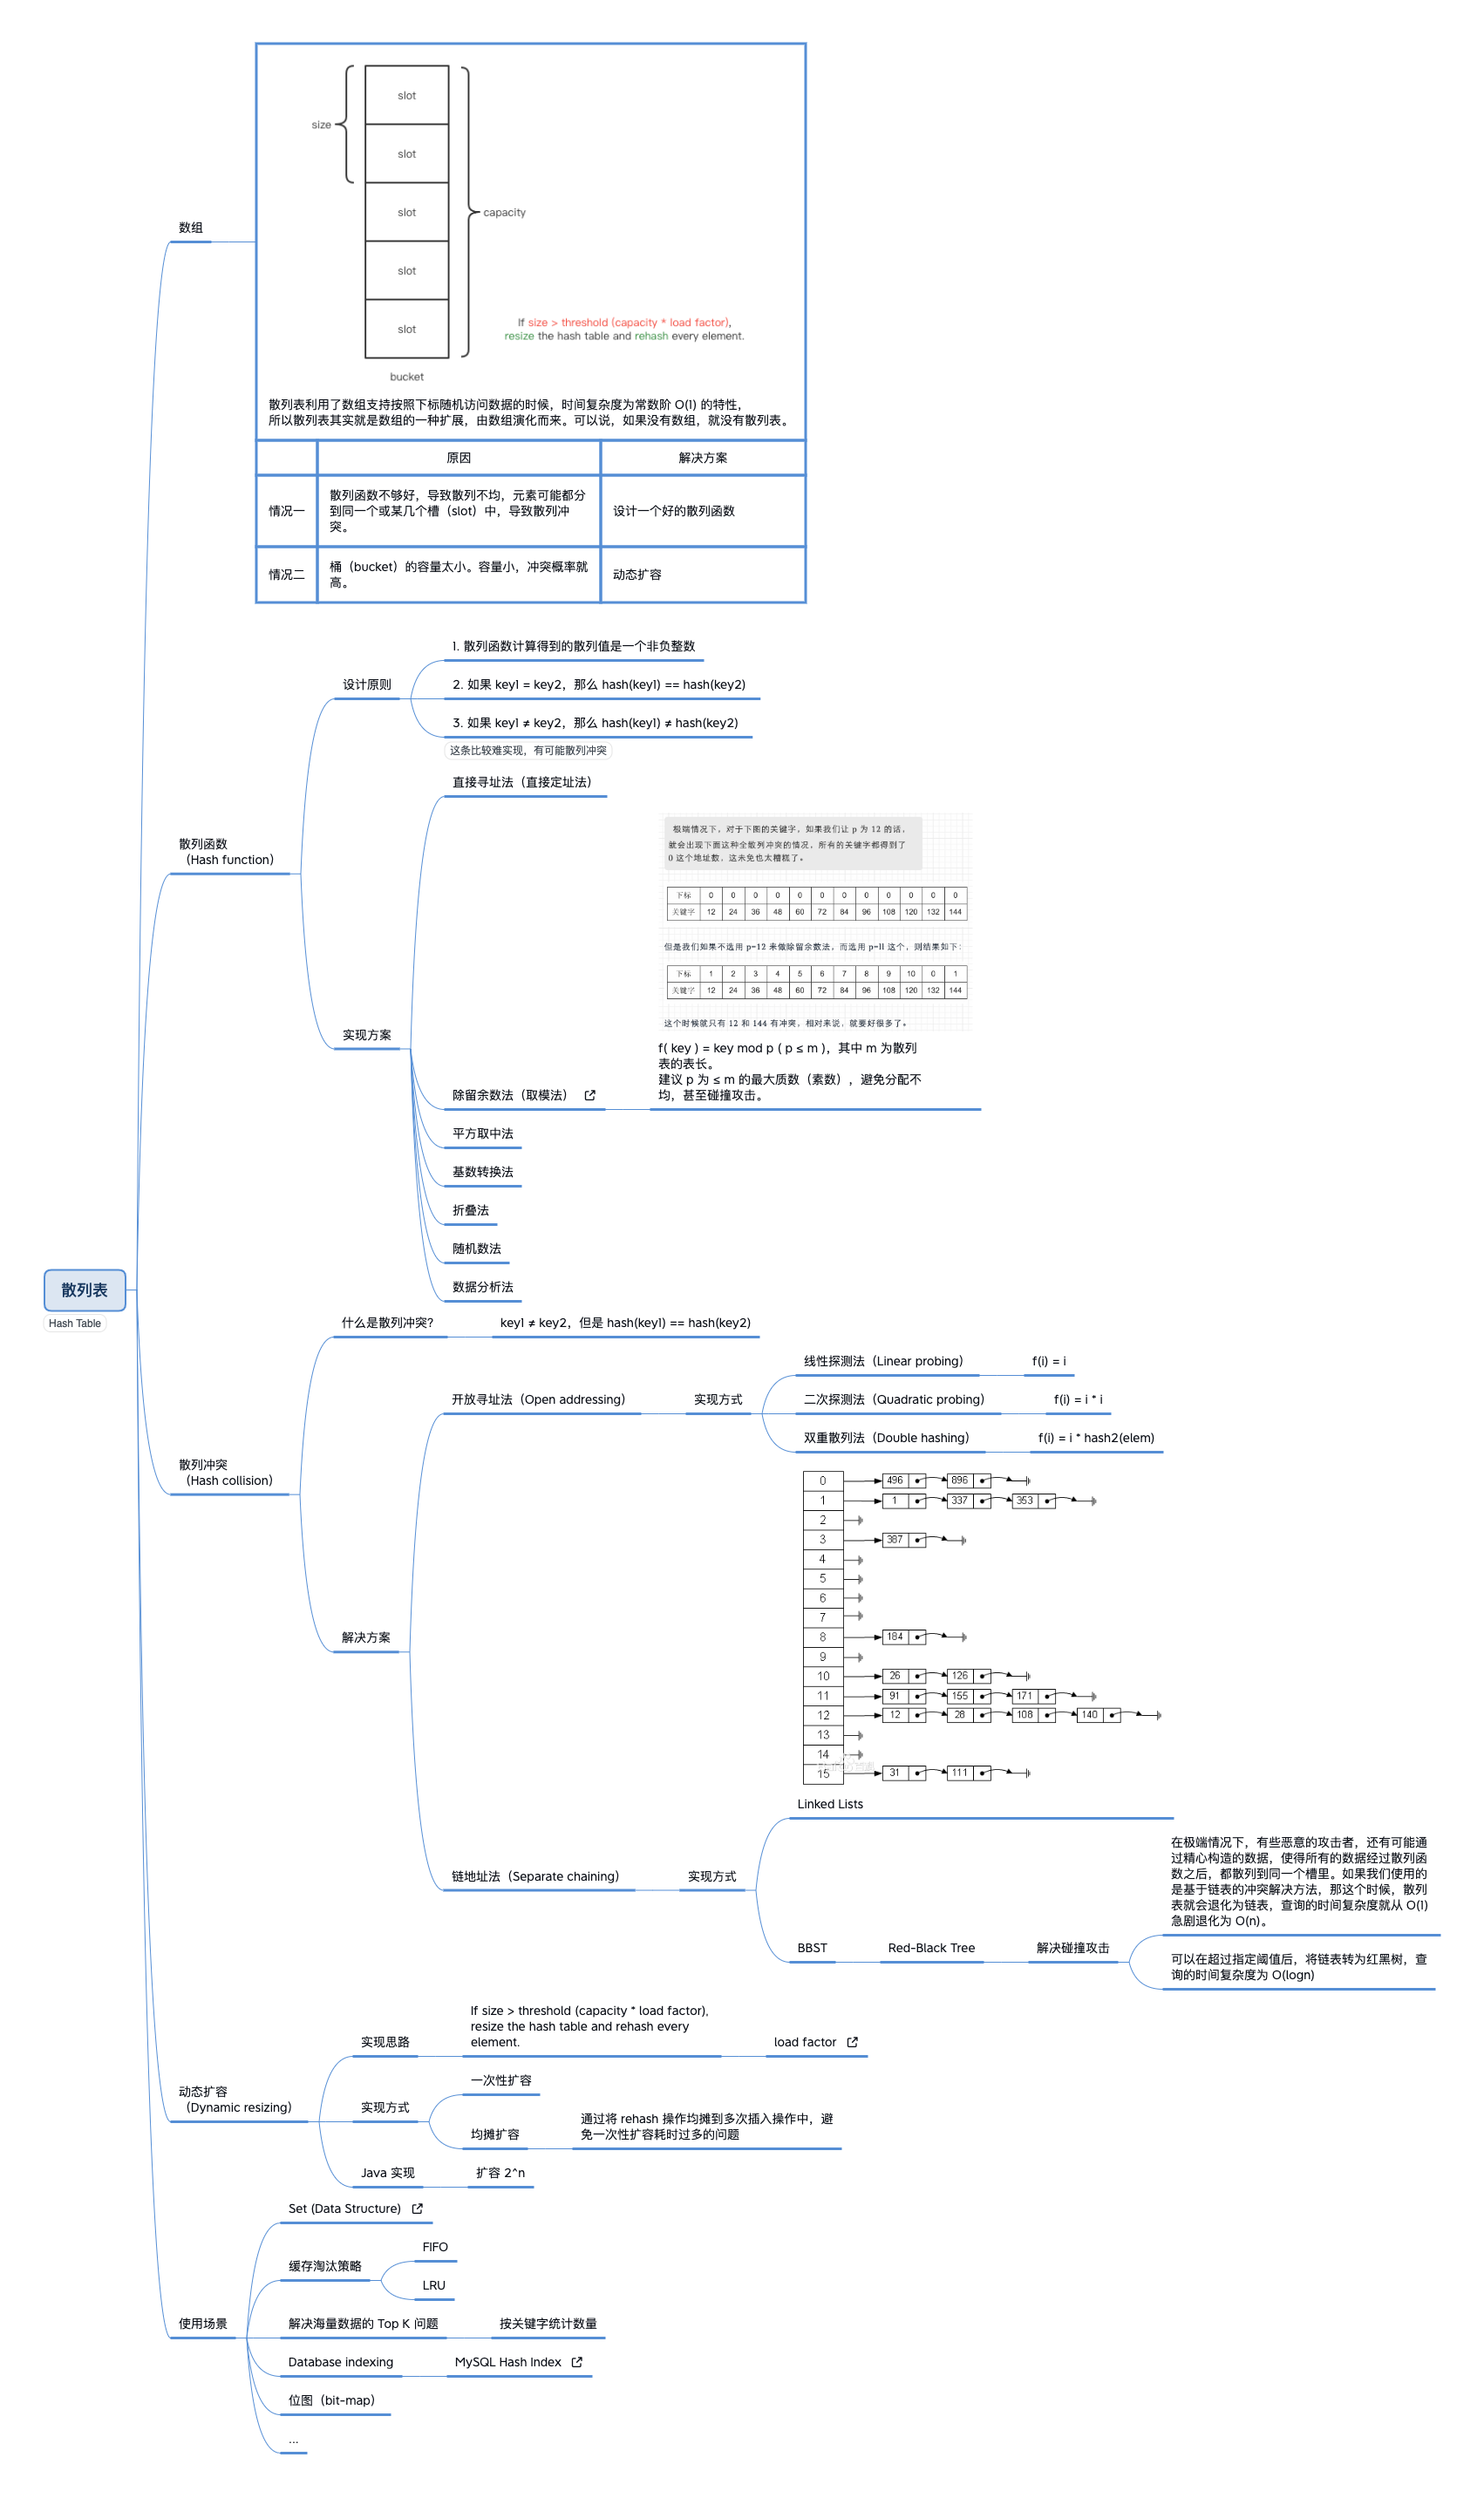 散列表
Hash Table
数组
size
slot
slot
slot
slot
slot
capacity
bucket
If size > threshold (capacity * load factor),
resize the hash table and rehash every element.
散列表利用了数组支持按照下标随机访问数据的时候，时间复杂度为常数阶 O(1) 的特性，
所以散列表其实就是数组的一种扩展，由数组演化而来。可以说，如果没有数组，就没有散列表。
原因 解决方案
情况一
散列函数不够好，导致散列不均，元素可能都分
到同一个或某几个槽（slot）中，导致散列冲
突。
设计一个好的散列函数
情况二
桶（bucket）的容量太小。容量小，冲突概率就
高。
动态扩容
散列函数
（Hash function）
设计原则
1. 散列函数计算得到的散列值是一个非负整数
2. 如果 key1 = key2，那么 hash(key1) == hash(key2)
3. 如果 key1 ≠ key2，那么 hash(key1) ≠ hash(key2)
这条比较难实现，有可能散列冲突
实现方案
直接寻址法（直接定址法）
极端情况下，对于下图的关键字，如果我们让 p 为 12 的话，
就会出现下面这种全散列冲突的情况，所有的关键字都得到了
0 这个地址数，这未免也太糟糕了。
下标 0 0 0 0 0 0 0 0 0 0 0 0
关键字 12 24 36 48 60 72 84 96 108 120 132 144
但是我们如果不选用 p=12 来做除留余数法，而选用 p=11 这个，则结果如下：
下标 1 2 3 4 5 6 7 8 9 10 0 1
关键字 12 24 36 48 60 72 84 96 108 120 132 144
这个时候就只有 12 和 144 有冲突，相对来说，就要好很多了。
f( key ) = key mod p ( p ≤ m )，其中 m 为散列
表的表长。
建议 p 为 ≤ m 的最大质数（素数），避免分配不
均，甚至碰撞攻击。
除留余数法（取模法）
平方取中法
基数转换法
折叠法
随机数法
数据分析法
散列冲突
（Hash collision）
什么是散列冲突?
key1 ≠ key2，但是 hash(key1) == hash(key2)
解决方案
开放寻址法（Open addressing）
实现方式
线性探测法（Linear probing）
f(i) = i
二次探测法（Quadratic probing）
f(i) = i * i
双重散列法（Double hashing）
f(i) = i * hash2(elem)
0 496 896
1 1 337 353
2
3 387
4
5
6
7
8 184
9
10 26 126
11 91 155 171
12 12 28 108 140
13
14
15 31 111
Linked Lists
链地址法（Separate chaining）
实现方式
BBST
Red-Black Tree
解决碰撞攻击
在极端情况下，有些恶意的攻击者，还有可能通
过精心构造的数据，使得所有的数据经过散列函
数之后，都散列到同一个槽里。如果我们使用的
是基于链表的冲突解决方法，那这个时候，散列
表就会退化为链表，查询的时间复杂度就从 O(1)
急剧退化为 O(n)。
可以在超过指定阈值后，将链表转为红黑树，查
询的时间复杂度为 O(logn)
动态扩容
（Dynamic resizing）
实现思路
If size > threshold (capacity * load factor),
resize the hash table and rehash every
element.
load factor
实现方式
一次性扩容
均摊扩容
通过将 rehash 操作均摊到多次插入操作中，避
免一次性扩容耗时过多的问题
Java 实现
扩容 2^n
使用场景
Set (Data Structure)
缓存淘汰策略
FIFO
LRU
解决海量数据的 Top K 问题
按关键字统计数量
Database indexing
MySQL Hash Index
位图（bit-map）
...